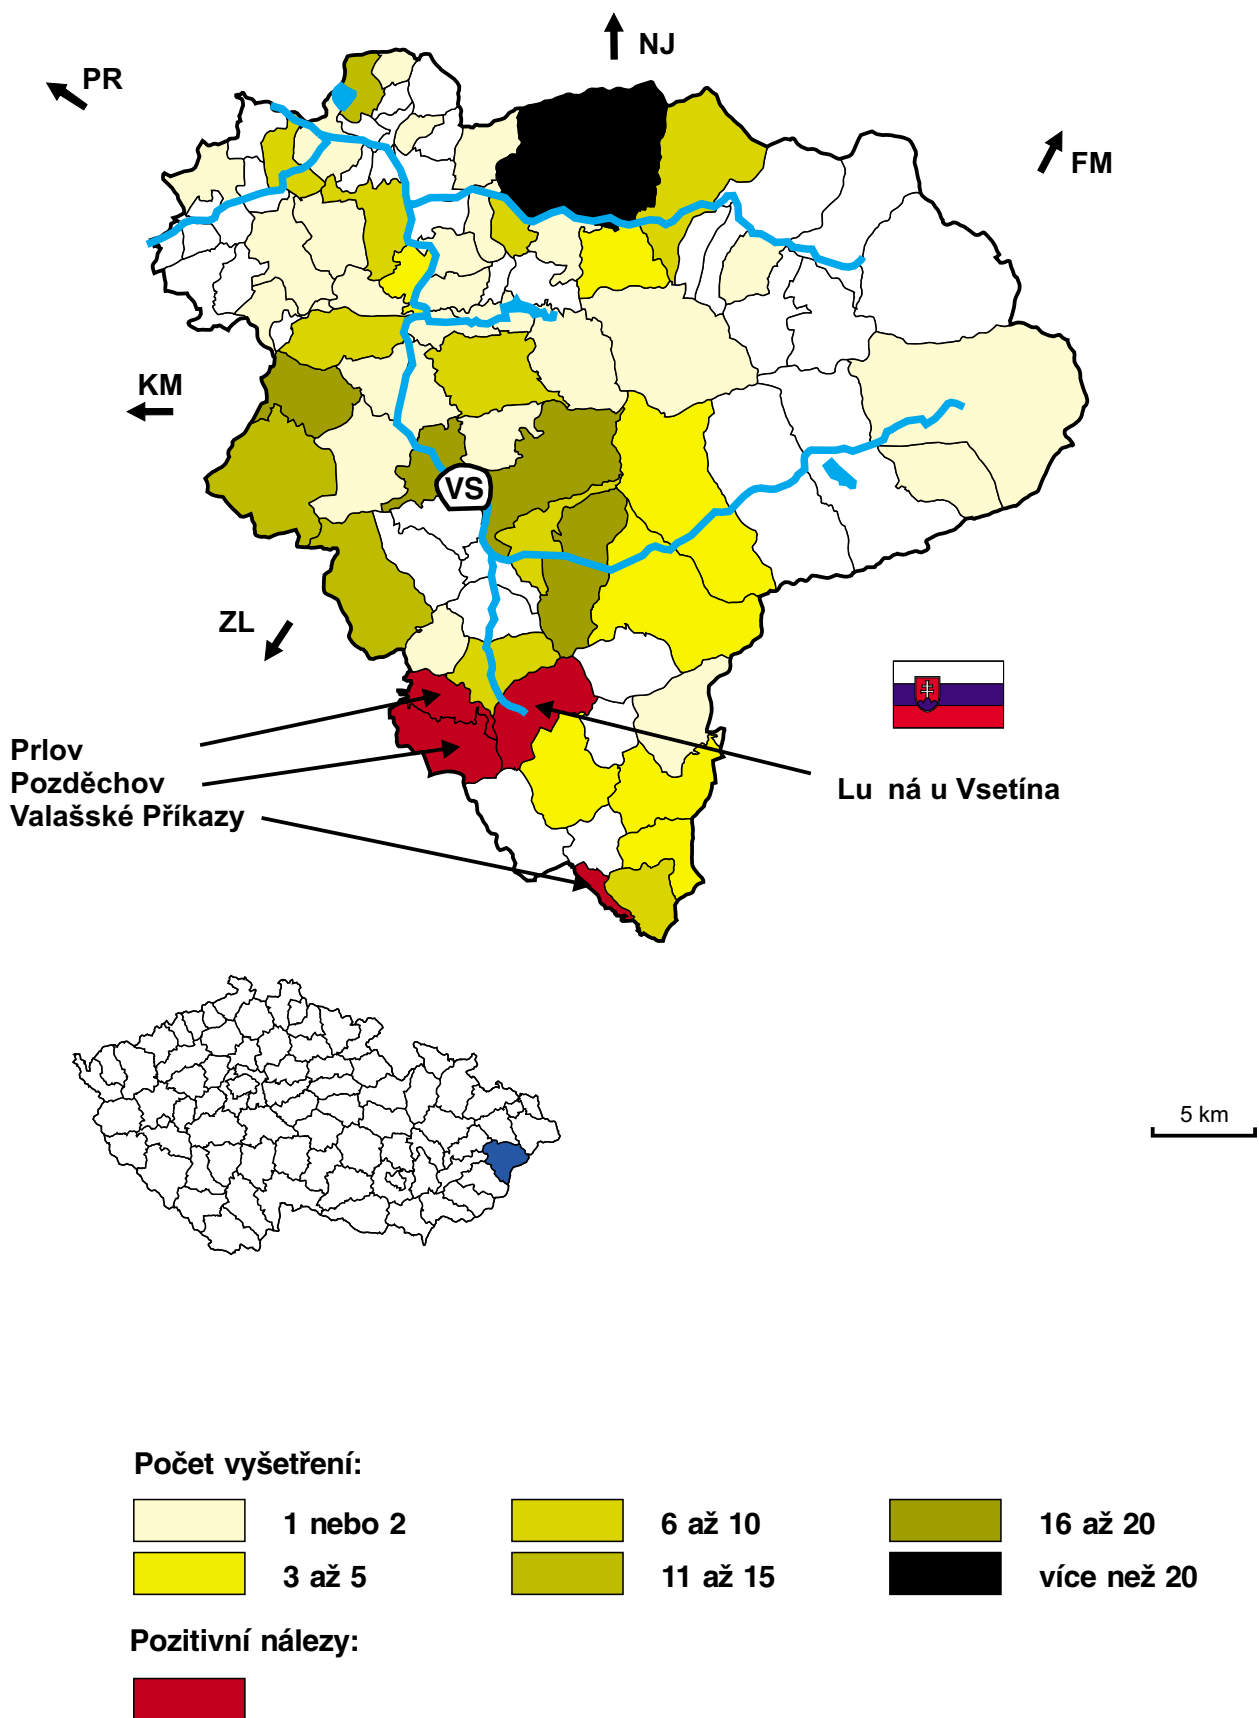 NJ
PR
FM
KM
VS
ZL
Prlov
Pozděchov
Valašské Příkazy
Lu ná u Vsetína
5 km
Počet vyšetření:
1 nebo 2
6 až 10
16 až 20
3 až 5
11 až 15
více než 20
Pozitivní nálezy: